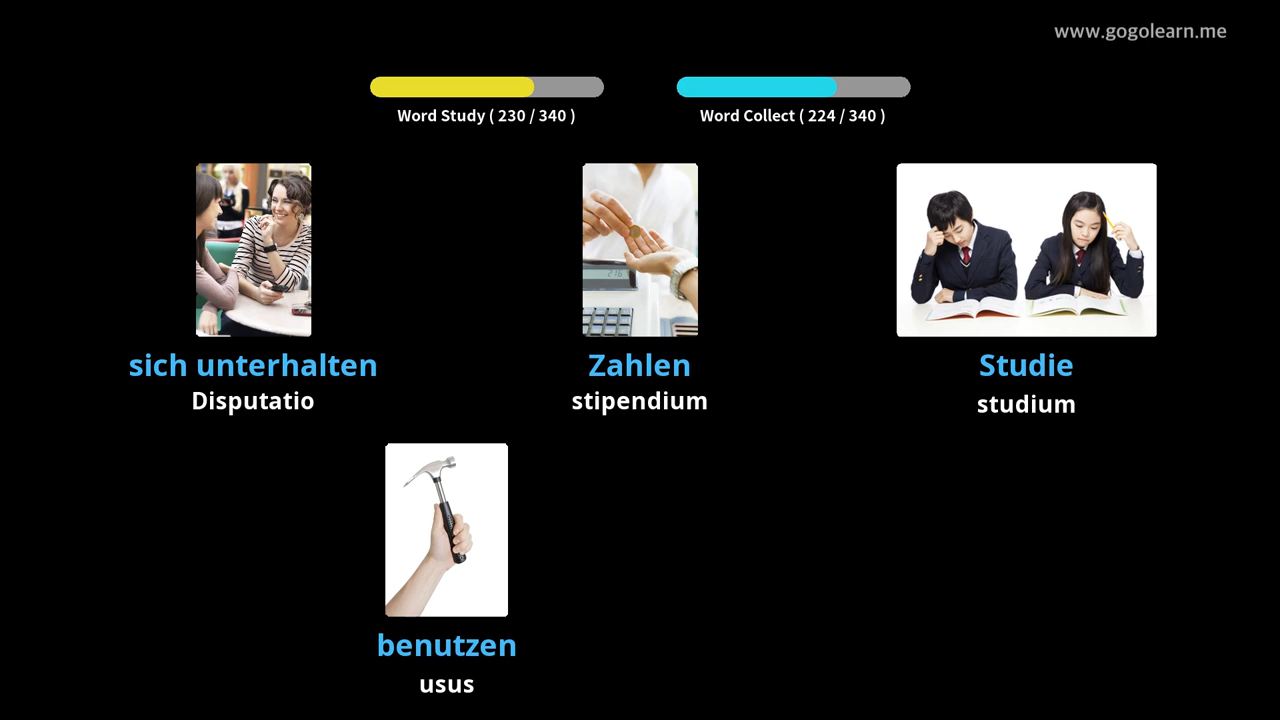 www.gogolearn.me
Word Study ( 230 / 340 )
Word Collect ( 224 / 340 )
sich unterhalten
Disputatio
Zahlen
stipendium
Studie
studium
benutzen
usus